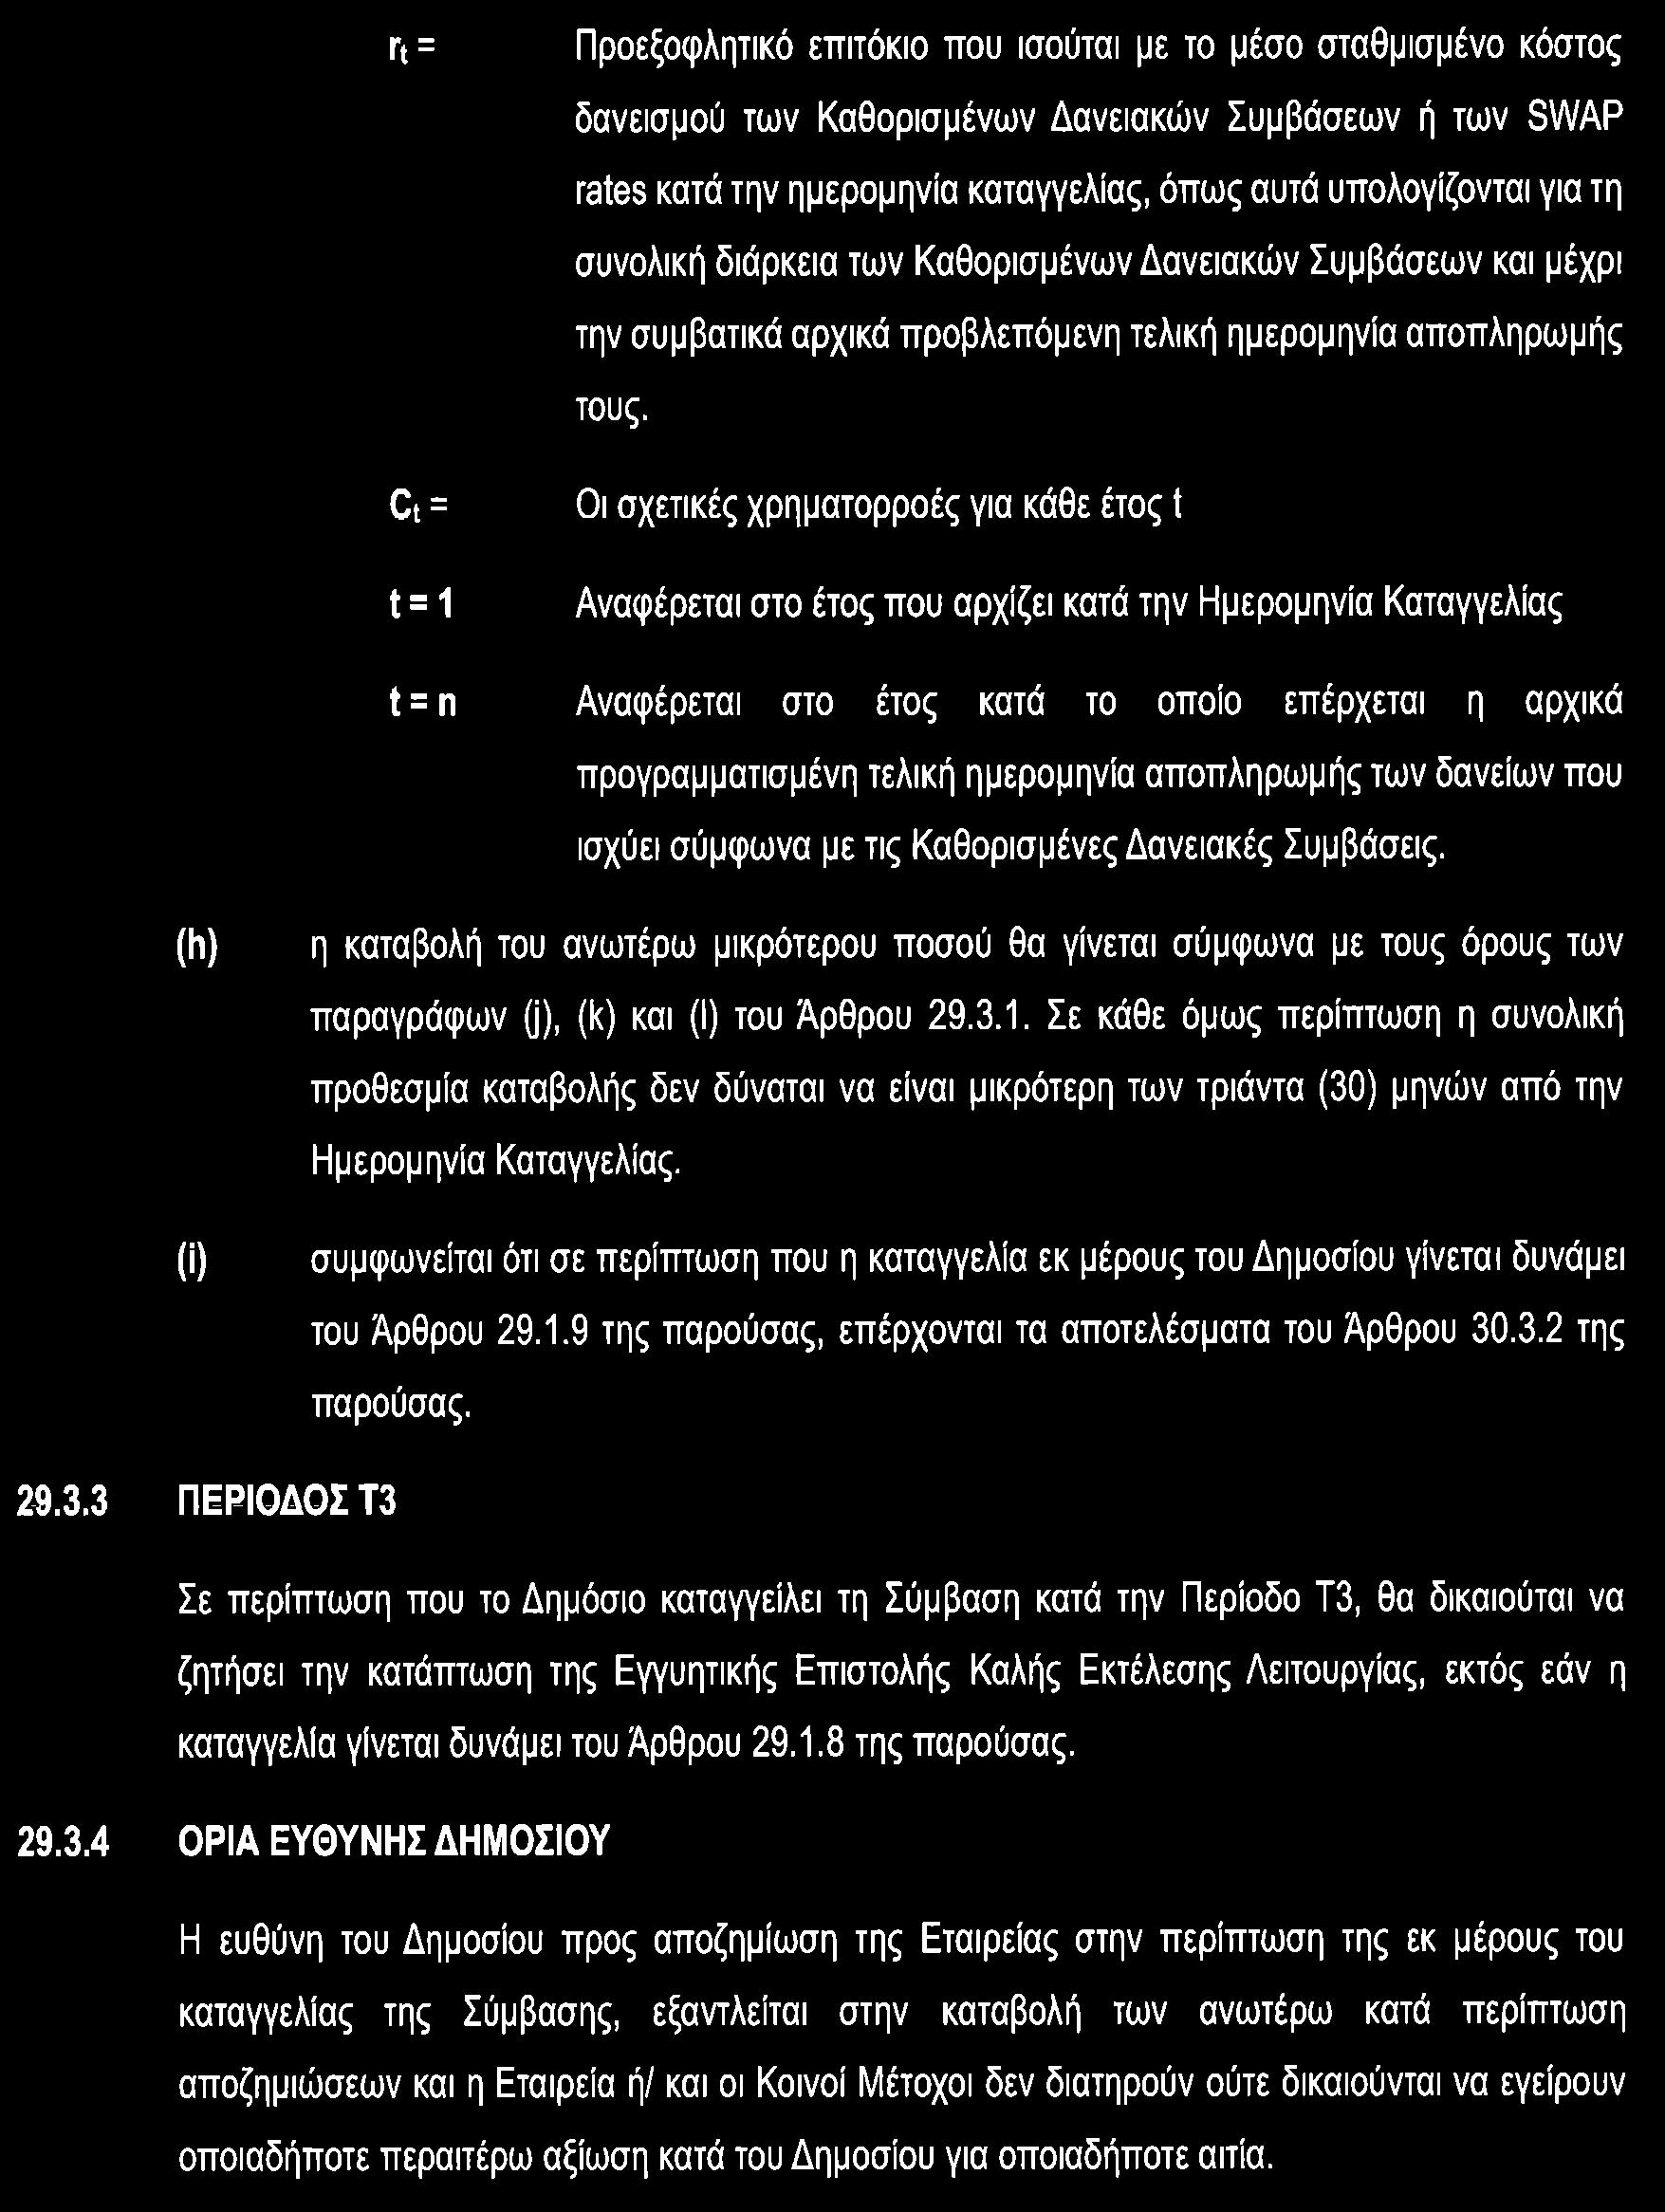 rt = Προεξοφλητικό επιτόκιο που ισούται με το μέσο σταθμισμένο κόστος
δανεισμού των Καθορισμένων Δανειακών Συμβάσεων ή των SWAP
rates κατά την ημερομηνία καταγγελίας, όπως αυτά υπολογίζονται για τη
συνολική διάρκεια των Καθορισμένων Δανειακών Συμβάσεων και μέχρι
την συμβατικά αρχικά προβλεπόμενη τελική ημερομηνία αποπληρωμής
τους.
Ct = Οι σχετικές χρηματορροές για κάθε έτος t
t = 1 Αναφέρεται στο έτος που αρχίζει κατά την Ημερομηνία Καταγγελίας
t = n Αναφέρεται στο έτος κατά το οποίο επέρχεται η αρχικά
προγραμματισμένη τελική ημερομηνία αποπληρωμής των δανείων που
ισχύει σύμφωνα με τις Καθορισμένες Δανειακές Συμβάσεις.
(h) η καταβολή του ανωτέρω μικρότερου ποσού θα γίνεται σύμφωνα με τους όρους των
παραγράφων (j), (k) και (l) του Άρθρου 29.3.1. Σε κάθε όμως περίπτωση η συνολική
προθεσμία καταβολής δεν δύναται να είναι μικρότερη των τριάντα (30) μηνών από την
Ημερομηνία Καταγγελίας.
(i) συμφωνείται ότι σε περίπτωση που η καταγγελία εκ μέρους του Δημοσίου γίνεται δυνάμει
του Άρθρου 29.1.9 της παρούσας, επέρχονται τα αποτελέσματα του Άρθρου 30.3.2 της
παρούσας.
29.3.3 ΠΕΡΙΟΔΟΣ Τ3
Σε περίπτωση που το Δημόσιο καταγγείλει τη Σύμβαση κατά την Περίοδο Τ3, θα δικαιούται να
ζητήσει την κατάπτωση της Εγγυητικής Επιστολής Καλής Εκτέλεσης Λειτουργίας, εκτός εάν η
καταγγελία γίνεται δυνάμει του Άρθρου 29.1.8 της παρούσας.
29.3.4 ΟΡΙΑ ΕΥΘΥΝΗΣ ΔΗΜΟΣΙΟΥ
Η ευθύνη του Δημοσίου προς αποζημίωση της Εταιρείας στην περίπτωση της εκ μέρους του
καταγγελίας της Σύμβασης, εξαντλείται στην καταβολή των ανωτέρω κατά περίπτωση
αποζημιώσεων και η Εταιρεία ή/ και οι Κοινοί Μέτοχοι δεν διατηρούν ούτε δικαιούνται να εγείρουν
οποιαδήποτε περαιτέρω αξίωση κατά του Δημοσίου για οποιαδήποτε αιτία.